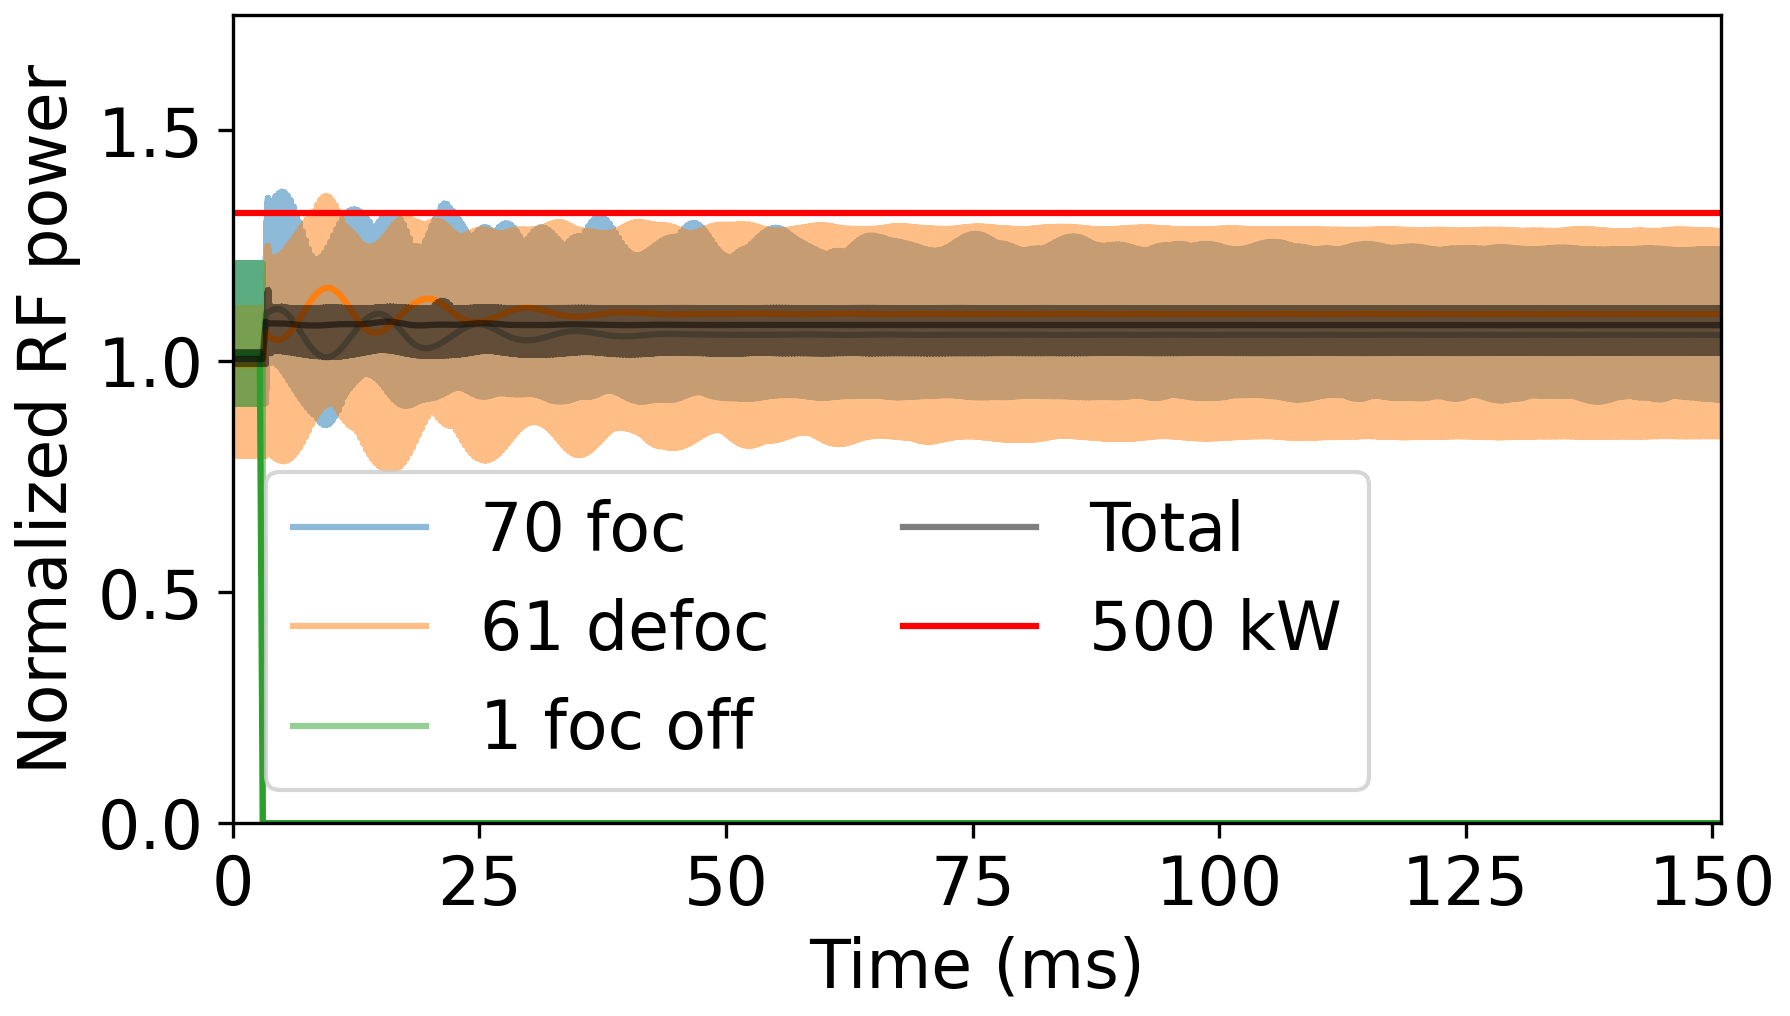 Normalized RF power
1.5
1.0
0.5
0.0
70 foc
61 defoc
1 foc off
Total
500 kW
0 25 50 75 100 125 150
Time (ms)